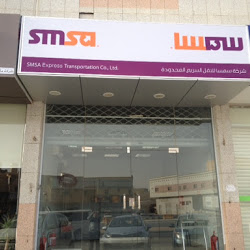 smsa سمسا
SMSA Express Transportation Co., Ltd. شركة سمسا للنقل السريع المحدودة